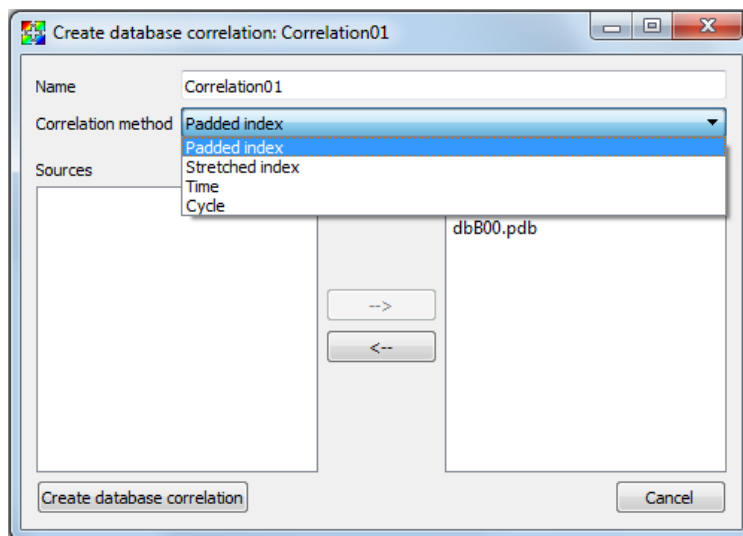 Create database correlation: Correlation01
Name Correlation01
Correlation method Padded index
Padded index
Sources Stretched index
Time
Cycle
dbB00.pdb
-->
<--
Create database correlation Cancel